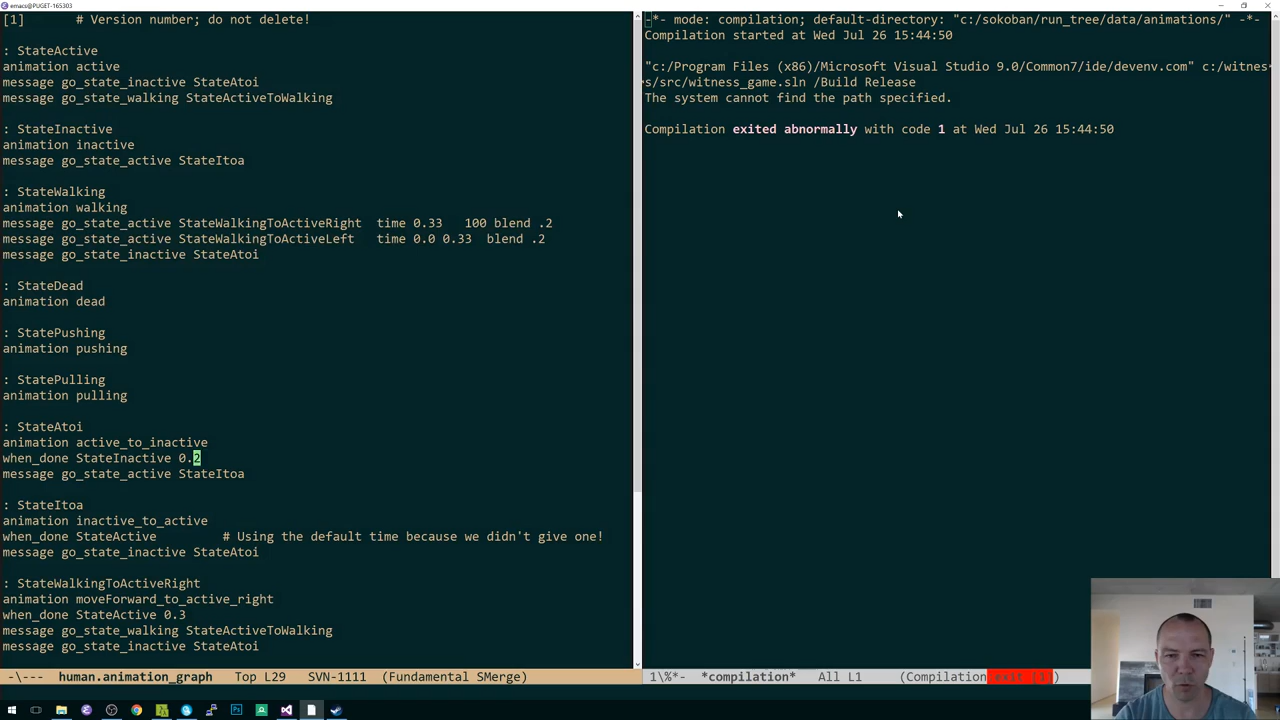 emacs@PUGET-165303
[1]       # Version number; do not delete!
: StateActive
animation active
message go_state_inactive StateAtoi
message go_state_walking StateActiveToWalking
: StateInactive
animation inactive
message go_state_active StateItoa
: StateWalking
animation walking
message go_state_active StateWalkingToActiveRight  time 0.33   100 blend .2
message go_state_active StateWalkingToActiveLeft   time 0.0 0.33  blend .2
message go_state_inactive StateAtoi
: StateDead
animation dead
: StatePushing
animation pushing
: StatePulling
animation pulling
: StateAtoi
animation active_to_inactive
when_done StateInactive 0.2
message go_state_active StateItoa
: StateItoa
animation inactive_to_active
when_done StateActive         # Using the default time because we didn't give one!
message go_state_inactive StateAtoi
: StateWalkingToActiveRight
animation moveForward_to_active_right
when_done StateActive 0.3
message go_state_walking StateActiveToWalking
message go_state_inactive StateAtoi
-\---  human.animation_graph   Top L29   SVN-1111  (Fundamental SMerge)
-*- mode: compilation; default-directory: "c:/sokoban/run_tree/data/animations/" -*-
Compilation started at Wed Jul 26 15:44:50
"c:/Program Files (x86)/Microsoft Visual Studio 9.0/Common7/ide/devenv.com" c:/witnes
s/src/witness_game.sln /Build Release
The system cannot find the path specified.
Compilation exited abnormally with code 1 at Wed Jul 26 15:44:50
1\%*-  *compilation*   All L1    (Compilation:exit [1])